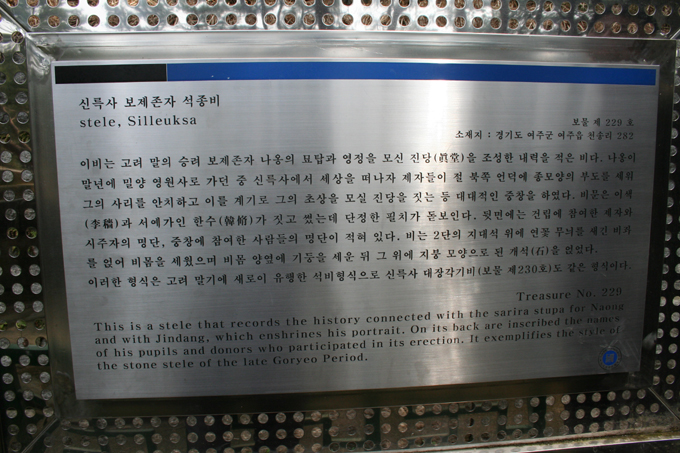 신륵사 보제존자 석종비
stele, Silleuksa
보물 제 229 호
소재지 : 경기도 여주군 여주읍 천송리 282
이비는 고려 말의 승려 보제존자 나옹의 묘탑과 영정을 모신 진당(眞堂)을 조성한 내력을 적은 비다. 나옹이
말년에 밀양 영원사로 가던 중 신륵사에서 세상을 떠나자 제자들이 절 북쪽 언덕에 종모양의 부도를 세워
그의 사리를 안치하고 이를 계기로 그의 초상을 모실 진당을 짓는 등 대대적인 중창을 하였다. 비문은 이색
(李穡)과 서예가인 한수(韓脩)가 짓고 썼는데 단정한 필치가 돋보인다. 뒷면에는 건립에 참여한 제자와
시주자의 명단, 중창에 참여한 사람들의 명단이 적혀 있다. 비는 2단의 지대석 위에 연꽃 무늬를 새긴 비좌
를 얹어 비몸을 세웠으며 비몸 양옆에 기둥을 세운 뒤 그 위에 지붕 모양으로 된 개석(石)을 얹었다.
이러한 형식은 고려 말기에 새로이 유행한 석비형식으로 신륵사 대장각기비(보물 제230호)도 같은 형식이다.
Treasure No. 229
This is a stele that records the history connected with the sarira stupa for Naong
and with Jindang, which enshrines his portrait. On its back are inscribed the names
of his pupils and donors who participated in its erection. It exemplifies the style of
the stone stele of the late Goryeo Period.